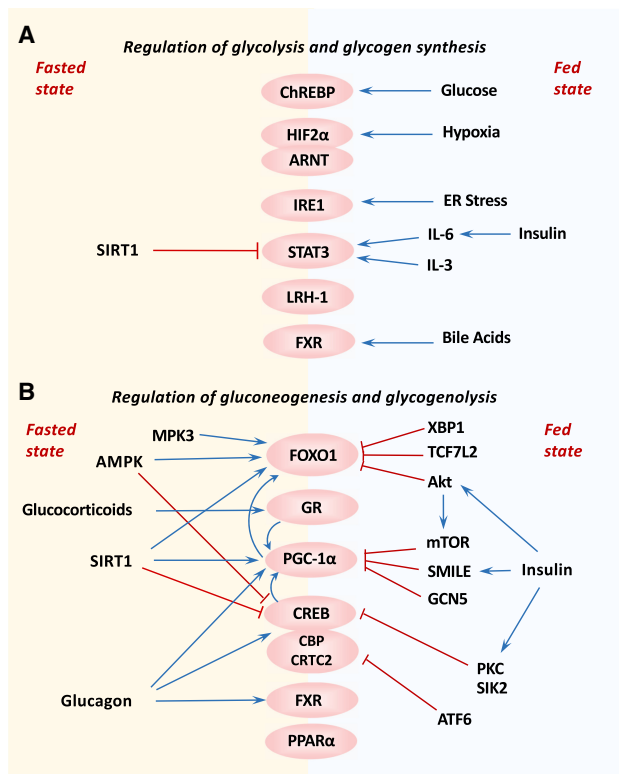 A
Regulation of glycolysis and glycogen synthesis
Fasted
state
Fed
state
ChREBP
Glucose
HIF2α
Hypoxia
ARNT
IRE1
ER Stress
SIRT1
STAT3
IL-6
Insulin
IL-3
LRH-1
FXR
Bile Acids
B
Regulation of gluconeogenesis and glycogenolysis
Fasted
state
Fed
state
MPK3
AMPK
FOXO1
XBP1
TCF7L2
Akt
Glucocorticoids
GR
SIRT1
PGC-1α
mTOR
SMILE
GCN5
Insulin
CREB
CBP
CRTC2
PKC
SIK2
Glucagon
FXR
ATF6
PPARα